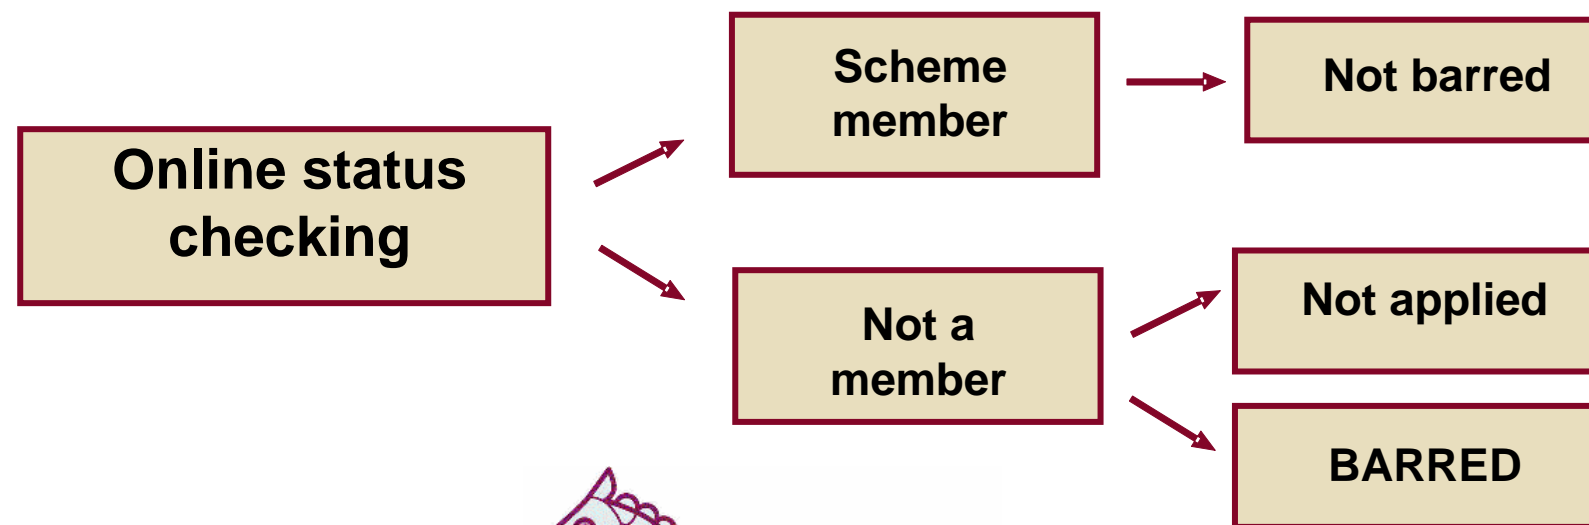 Online status
checking
Scheme
member
Not barred
Not a
member
Not applied
BARRED